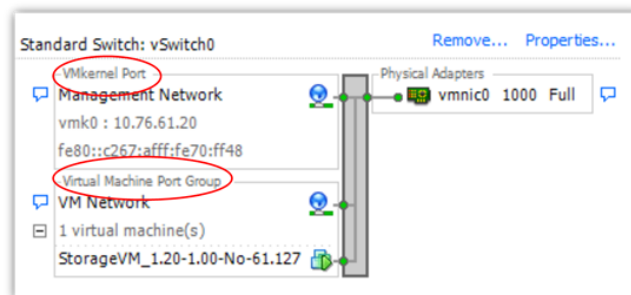 Standard Switch: vSwitch0 Remove... Properties...
VMkernel Port
Physical Adapters
Management Network
vmnic0 1000 Full
vmk0 : 10.76.61.20
fe80::c267:afff:fe70:ff48
Virtual Machine Port Group
VM Network
1 virtual machine(s)
StorageVM_1.20-1.00-No-61.127